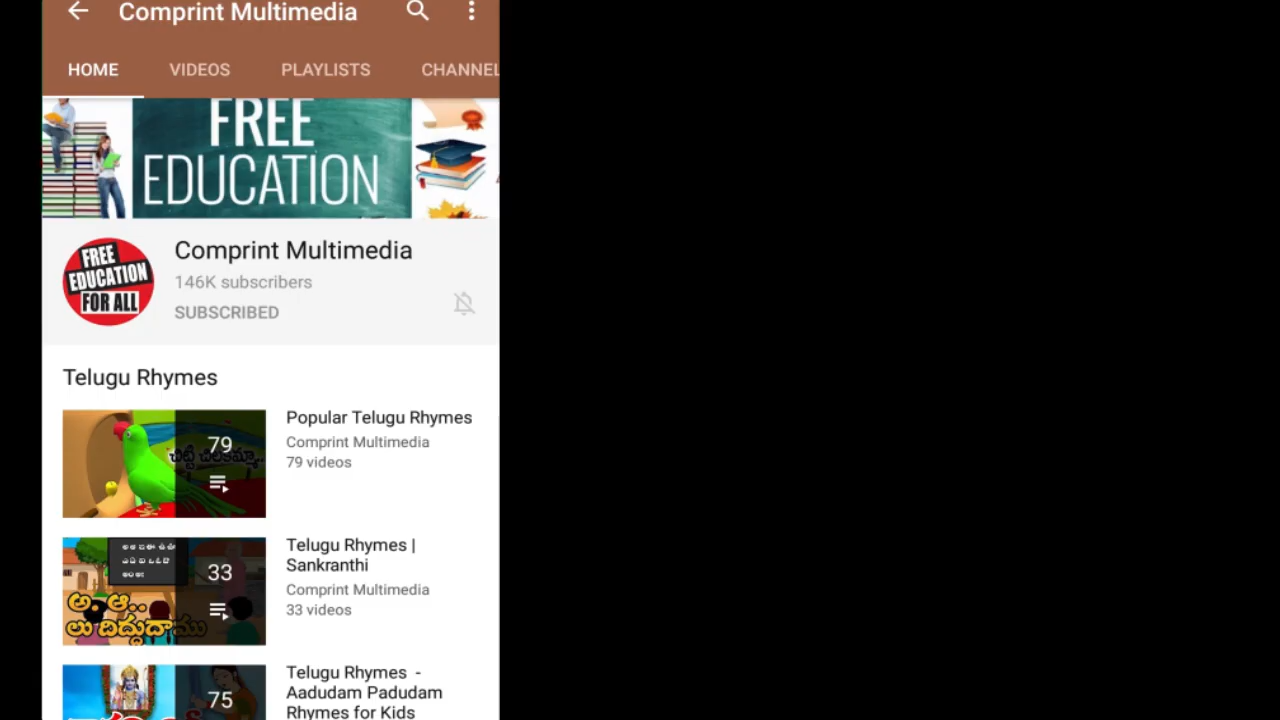 Comprint Multimedia
HOME
VIDEOS
PLAYLISTS
CHANNEL
FREE
EDUCATION
FREE
EDUCATION
FOR ALL
Comprint Multimedia
146K subscribers
SUBSCRIBED
Telugu Rhymes
79
చిట్టి చిలకమ్మా..
Popular Telugu Rhymes
Comprint Multimedia
79 videos
33
అ. ఆ..
లు దిద్దుదాము
Telugu Rhymes |
Sankranthi
Comprint Multimedia
33 videos
75
Telugu Rhymes -
Aadudam Padudam
Rhymes for Kids